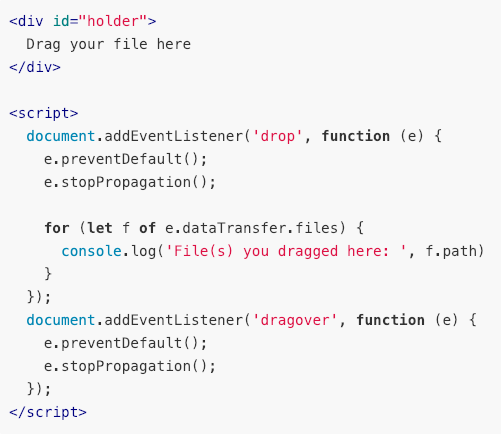 <div id="holder">
  Drag your file here
</div>

<script>
  document.addEventListener('drop', function (e) {
    e.preventDefault();
    e.stopPropagation();

    for (let f of e.dataTransfer.files) {
      console.log('File(s) you dragged here: ', f.path)
    }
  });
  document.addEventListener('dragover', function (e) {
    e.preventDefault();
    e.stopPropagation();
  });
</script>